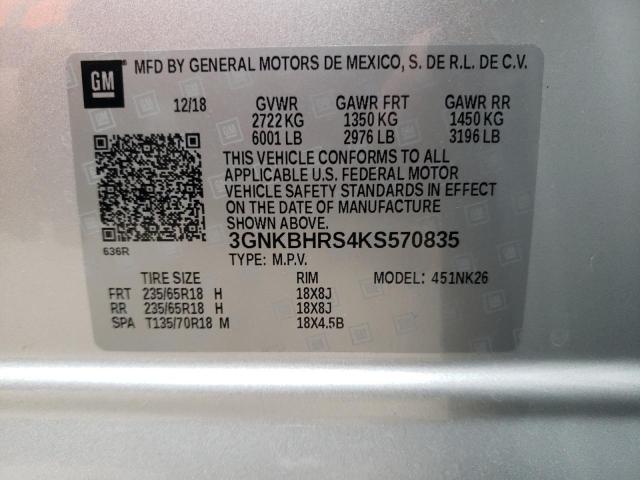 GM MFD BY GENERAL MOTORS DE MEXICO, S. DE R.L. DE C.V.
12/18 GVWR GAWR FRT GAWR RR
2722 KG 1350 KG 1450 KG
6001 LB 2976 LB 3196 LB
THIS VEHICLE CONFORMS TO ALL
APPLICABLE U.S. FEDERAL MOTOR
VEHICLE SAFETY STANDARDS IN EFFECT
ON THE DATE OF MANUFACTURE
SHOWN ABOVE.
3GNKBHRS4KS570835
636R
TYPE: M.P.V.
TIRE SIZE RIM MODEL: 451NK26
FRT 235/65R18 H 18X8J
RR 235/65R18 H 18X8J
SPA T135/70R18 M 18X4.5B